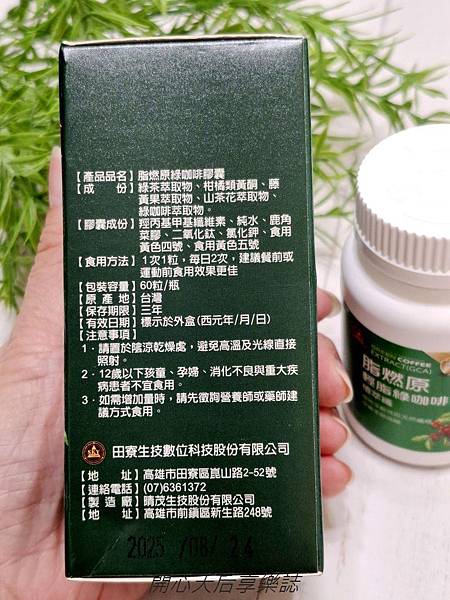 【產品品名】脂燃原綠咖啡膠囊
【成　　份】綠茶萃取物、柑橘類黃酮、藤
黃果萃取物、山茶花萃取物、
綠咖啡萃取物。
【膠囊成份】羥丙基甲基纖維素、純水、鹿角
菜膠、二氧化鈦、氯化鉀、食用
黃色四號、食用黃色五號
【食用方法】1次1粒，每日2次，建議餐前或
運動前食用效果更佳
【包裝容量】60粒/瓶
【原 產 地】台灣
【保存期限】三年
【有效日期】標示於外盒(西元年/月/日)
【注意事項】
1．請置於陰涼乾燥處，避免高溫及光線直接
照射。
2．12歲以下孩童、孕婦、消化不良與重大疾
病患者不宜食用。
3．如需增加量時，請先徵詢營養師或藥師建
議方式食用。
田寮生技數位科技股份有限公司
【地　　址】高雄市田寮區崑山路2-52號
【連絡電話】(07)6361372
【製 造 廠】晴茂生技股份有限公司
【地　　址】高雄市前鎮區新生路248號
2025 /08/ 24
GREEN COFFEE
EXTRACT(GCA)
脂燃原
輕脂綠咖啡
開心天后享樂誌